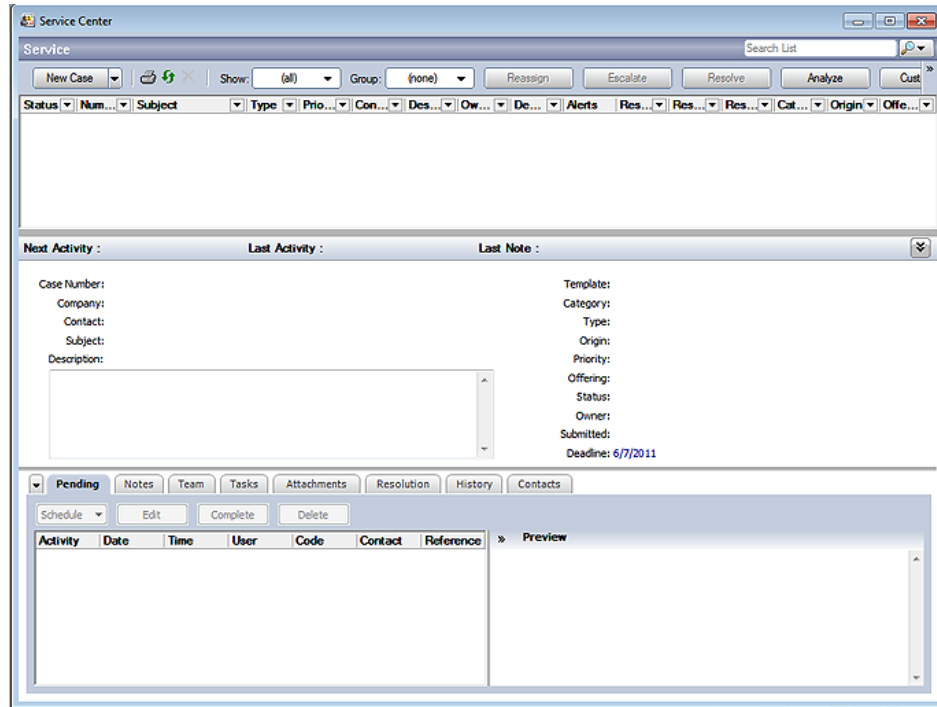 Service Center
Service
Search List
New Case Show: (all) Group: (none) Reassign Escalate Resolve Analyze Cust
Status Num... Subject Type Prio... Con... Des... Ow... De... Alerts Res... Res... Res... Cat... Origin Offe...
Next Activity : Last Activity : Last Note :
Case Number: Template:
Company: Category:
Contact: Type:
Subject: Origin:
Description: Priority:
Offering:
Status:
Owner:
Submitted:
Deadline: 6/7/2011
Pending Notes Team Tasks Attachments Resolution History Contacts
Schedule Edit Complete Delete
Activity Date Time User Code Contact Reference » Preview